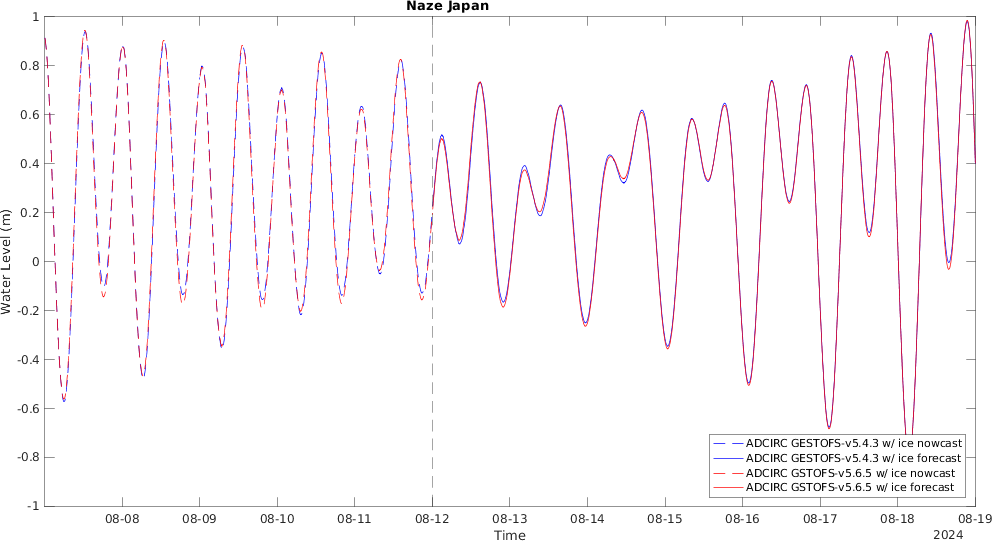 Naze Japan
1
0.8
0.6
0.4
0.2
0
-0.2
-0.4
-0.6
-0.8
-1
Water Level (m)
ADCIRC GESTOFS-v5.4.3 w/ ice nowcast
ADCIRC GESTOFS-v5.4.3 w/ ice forecast
ADCIRC GSTOFS-v5.6.5 w/ ice nowcast
ADCIRC GSTOFS-v5.6.5 w/ ice forecast
08-08 08-09 08-10 08-11 08-12 08-13 08-14 08-15 08-16 08-17 08-18 08-19
Time
2024